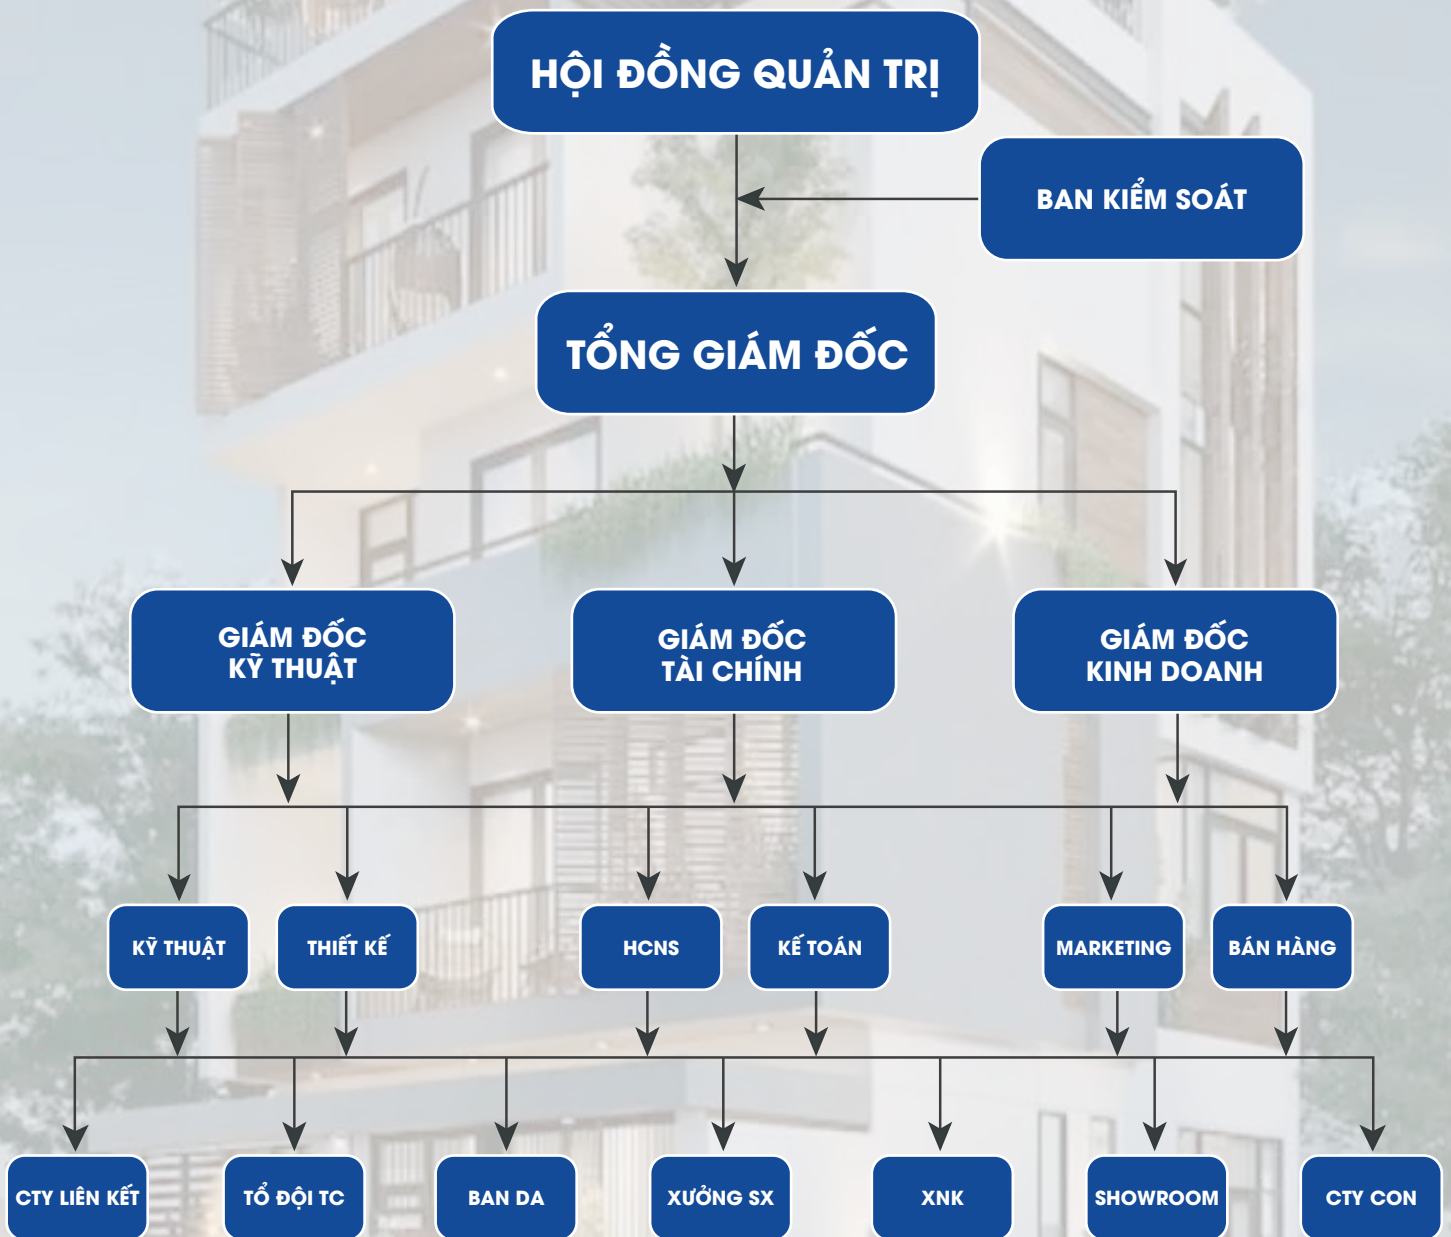 HỘI ĐỒNG QUẢN TRỊ
BAN KIỂM SOÁT
TỔNG GIÁM ĐỐC
GIÁM ĐỐC
KỸ THUẬT
GIÁM ĐỐC
TÀI CHÍNH
GIÁM ĐỐC
KINH DOANH
KỸ THUẬT
THIẾT KẾ
HCNS
KẾ TOÁN
MARKETING
BÁN HÀNG
CTY LIÊN KẾT
TỔ ĐỘI TC
BAN DA
XƯỞNG SX
XNK
SHOWROOM
CTY CON